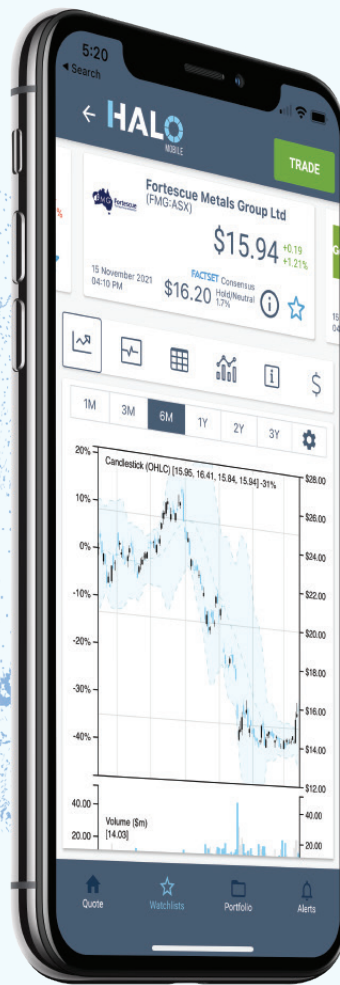 5:20
◀ Search
HALO
MOBILE
TRADE
FMG Fortescue
Fortescue Metals Group Ltd
(FMG:ASX)
$15.94 +0.19
+1.21%
15 November 2021
04:10 PM
FACTSET Consensus
$16.20 Hold/Neutral
1.7%
1M 3M 6M 1Y 2Y 3Y
Candlestick (OHLC) [15.95, 16.41, 15.84, 15.94] -31%
20%
10%
0%
-10%
-20%
-30%
-40%
$28.00
$26.00
$24.00
$22.00
$20.00
$18.00
$16.00
$14.00
$12.00
Volume ($m)
[14.03]
40.00
20.00
40.00
20.00
Quote Watchlists Portfolio Alerts